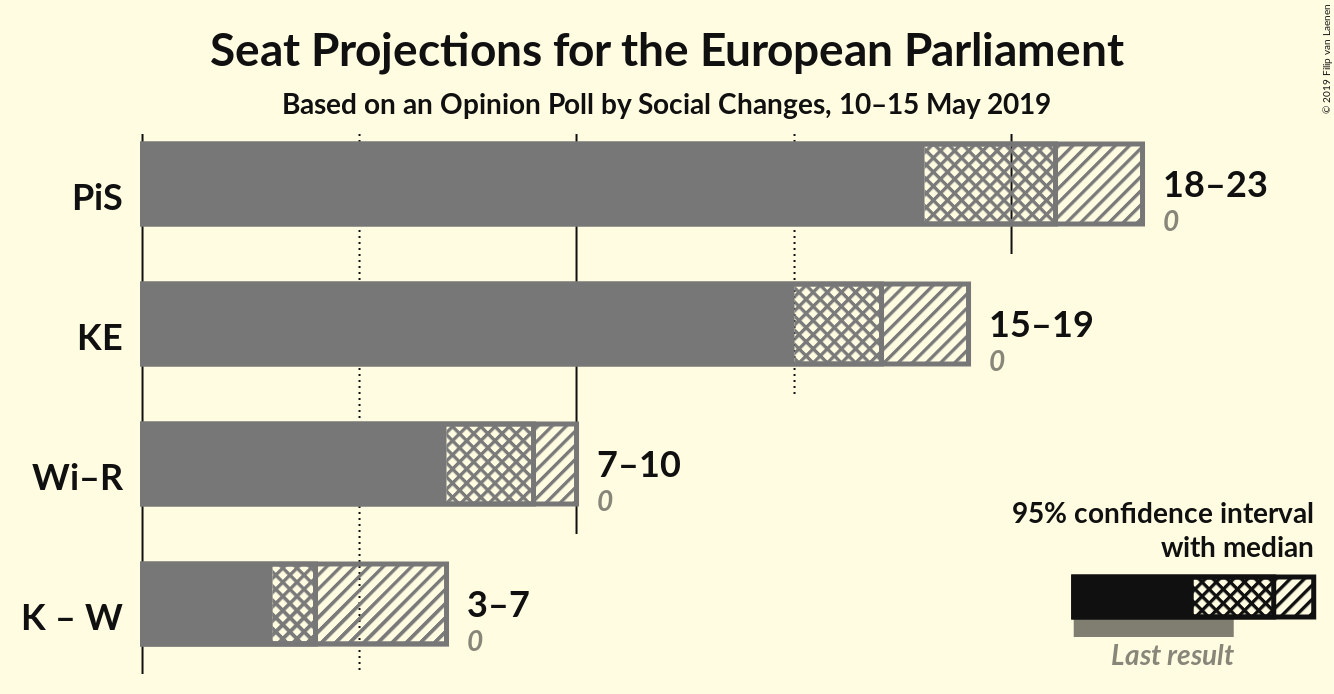 Seat Projections for the European Parliament
Based on an Opinion Poll by Social Changes, 10–15 May 2019
© 2019 Filip van Laenen
PiS
18–23
0
KE
15–19
0
Wi–R
7–10
0
K – W
3–7
0
95% confidence interval
with median
Last result